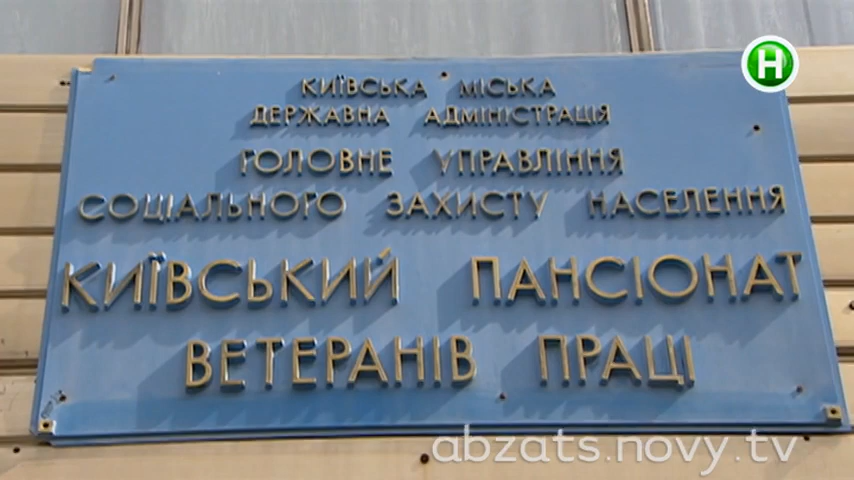 Н
КИЇВСЬКА МІСЬКА
ДЕРЖАВНА АДМІНІСТРАЦІЯ
ГОЛОВНЕ УПРАВЛІННЯ
СОЦІАЛЬНОГО ЗАХИСТУ НАСЕЛЕННЯ
КИЇВСЬКИЙ ПАНСІОНАТ
ВЕТЕРАНІВ ПРАЦІ
abzats.novy.tv